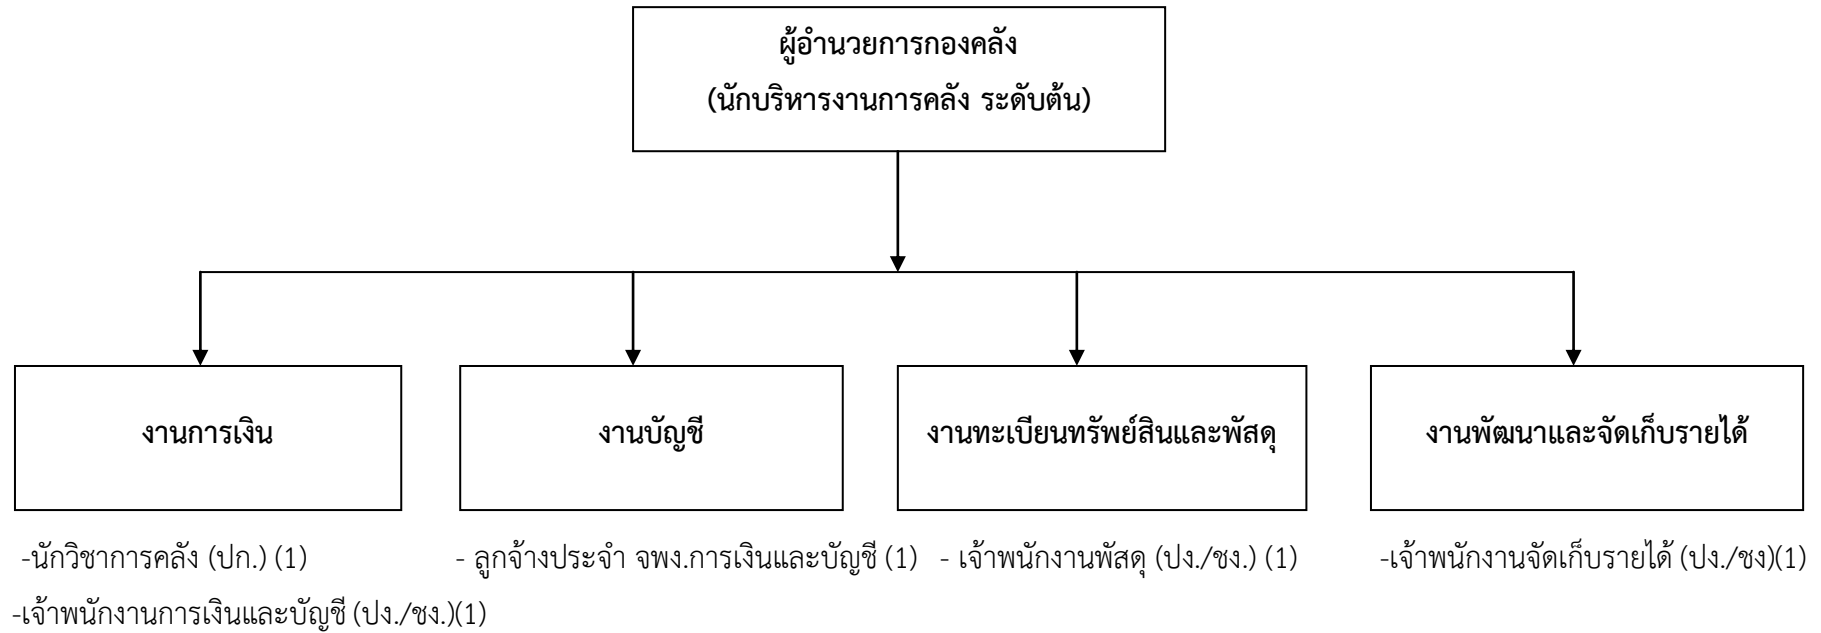 ผู้อำนวยการกองคลัง
(นักบริหารงานการคลัง ระดับต้น)
งานการเงิน
งานบัญชี
งานทะเบียนทรัพย์สินและพัสดุ
งานพัฒนาและจัดเก็บรายได้
-นักวิชาการคลัง (ปก.) (1)
-เจ้าพนักงานการเงินและบัญชี (ปง./ชง.)(1)
- ลูกจ้างประจำ จพง.การเงินและบัญชี (1)
- เจ้าพนักงานพัสดุ (ปง./ชง.) (1)
-เจ้าพนักงานจัดเก็บรายได้ (ปง./ชง)(1)